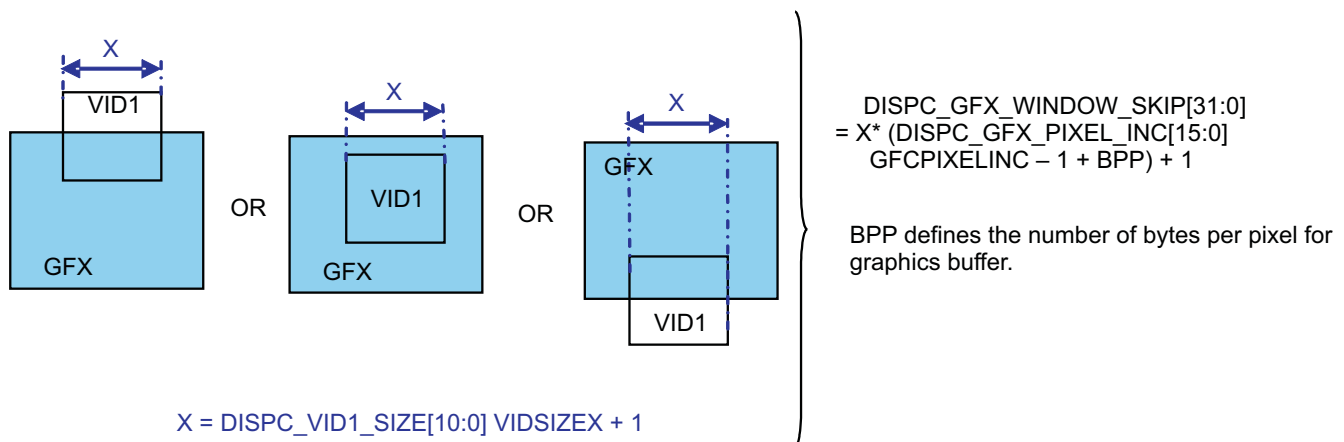 X
VID1
GFX
OR
X
VID1
GFX
OR
X
GFX
VID1
DISPC_GFX_WINDOW_SKIP[31:0]
= X* (DISPC_GFX_PIXEL_INC[15:0]
GFCPIXELINC – 1 + BPP) + 1
BPP defines the number of bytes per pixel for
graphics buffer.
X = DISPC_VID1_SIZE[10:0] VIDSIZEX + 1